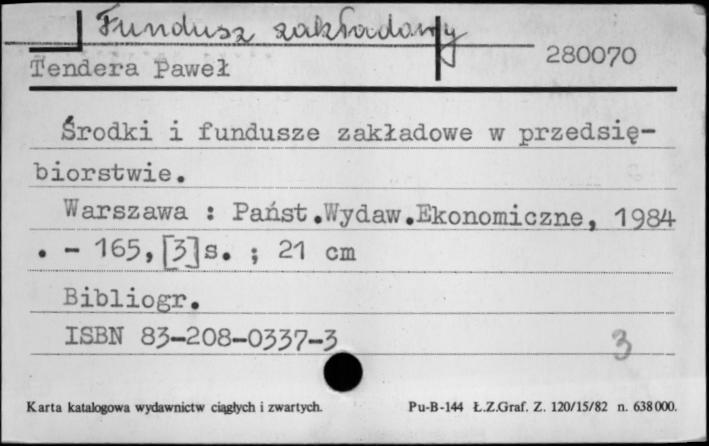 Fundusz zakładowy
280070
Tendera Paweł
Środki i fundusze zakładowe w przedsię-
biorstwie.
Warszawa : Państ.Wydaw.Ekonomiczne, 1984
. - 165,[3]s. ; 21 cm
Bibliogr.
ISBN 83-208-0337-3
3
Karta katalogowa wydawnictw ciągłych i zwartych. Pu-B-144 Ł.Z.Graf. Z. 120/15/82 n. 638000.